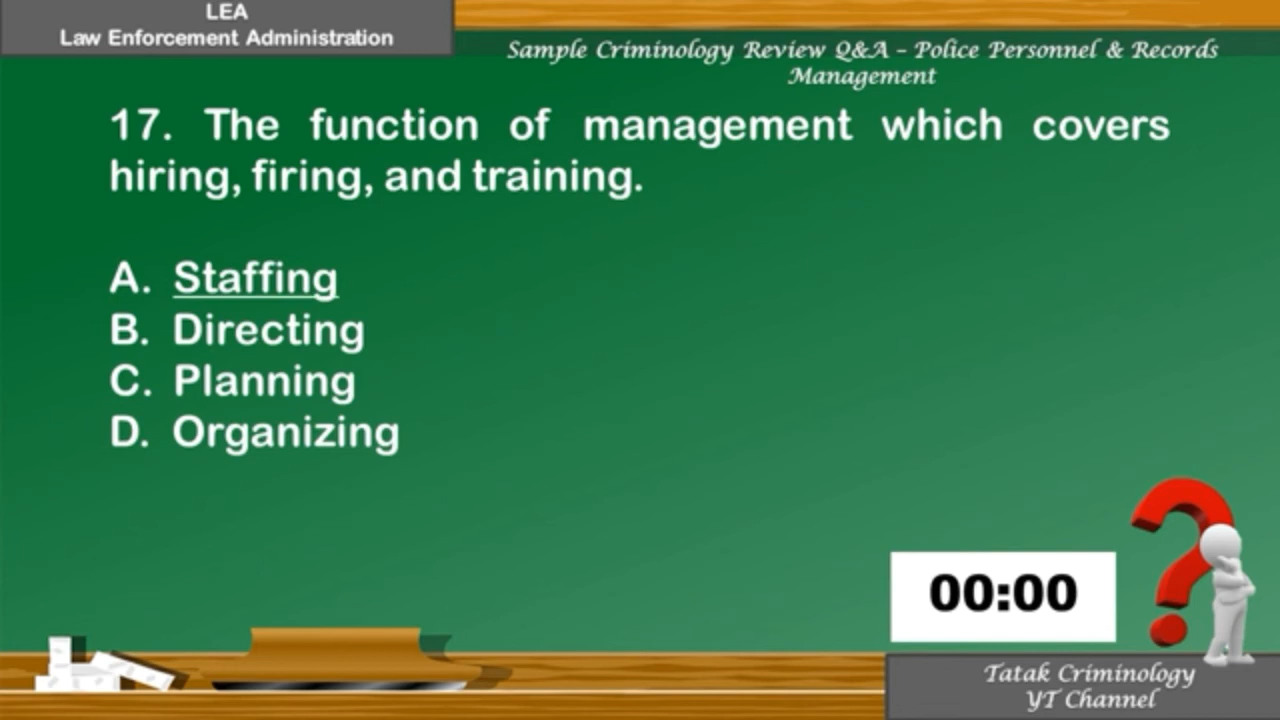 LEA
Law Enforcement Administration
Sample Criminology Review Q&A – Police Personnel & Records
Management
17. The function of management which covers
hiring, firing, and training.
A. Staffing
B. Directing
C. Planning
D. Organizing
00:00
Tatak Criminology
YT Channel